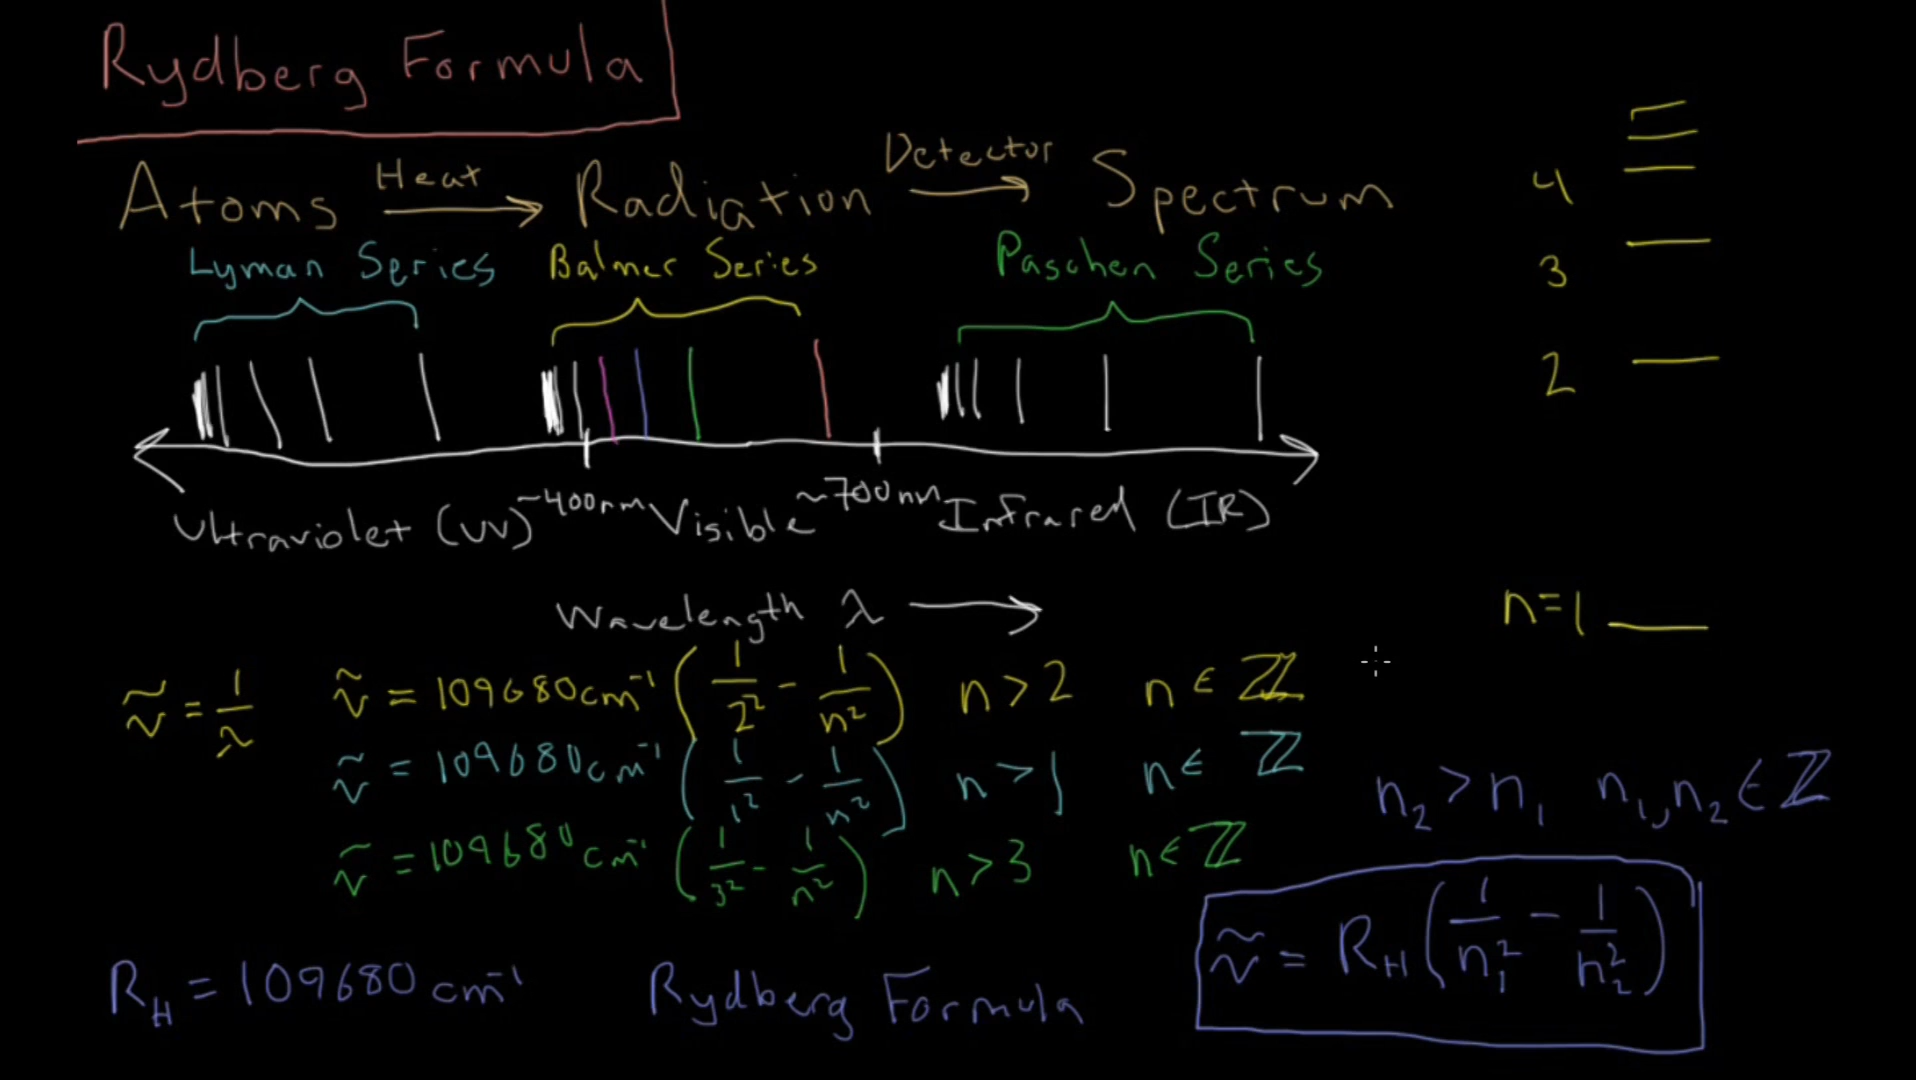 Rydberg Formula
Atoms Heat → Radiation Detector → Spectrum
Lyman Series Balmer Series Paschen Series
4
3
2
Ultraviolet (UV) ~400nm Visible ~700nm Infrared (IR)
Wavelength λ →
n=1
ṽ = 1/λ ṽ = 109680cm⁻¹ (1/2² - 1/n²) n>2 n∈ℤ
ṽ = 109680cm⁻¹ (1/1² - 1/n²) n>1 n∈ℤ
n₂>n₁ n₁,n₂∈ℤ
ṽ = 109680cm⁻¹ (1/3² - 1/n²) n>3 n∈ℤ
R_H = 109680cm⁻¹ Rydberg Formula ṽ = R_H (1/n₁² - 1/n₂²)